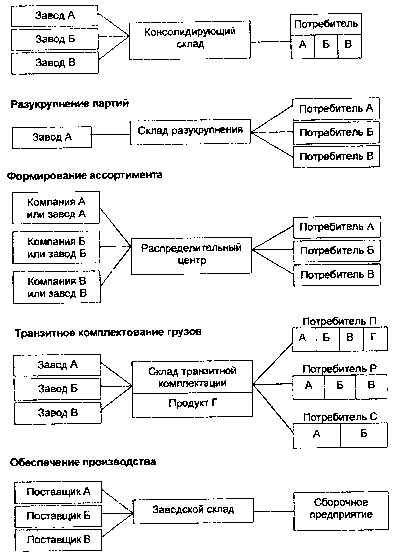 Завод А
Завод Б
Завод В
Консолидирующий
склад
Потребитель
А Б В
Разукрупнение партий
Завод А
Склад разукрупнения
Потребитель А
Потребитель Б
Потребитель В
Формирование ассортимента
Компания А
или завод А
Компания Б
или завод Б
Компания В
или завод В
Распределительный
центр
Потребитель А
Потребитель Б
Потребитель В
Транзитное комплектование грузов
Завод А
Завод Б
Завод В
Склад транзитной
комплектации
Продукт Г
Потребитель П
А Б В Г
Потребитель Р
А Б В
Потребитель С
А Б
Обеспечение производства
Поставщик А
Поставщик Б
Поставщик В
Заводской склад
Сборочное
предприятие